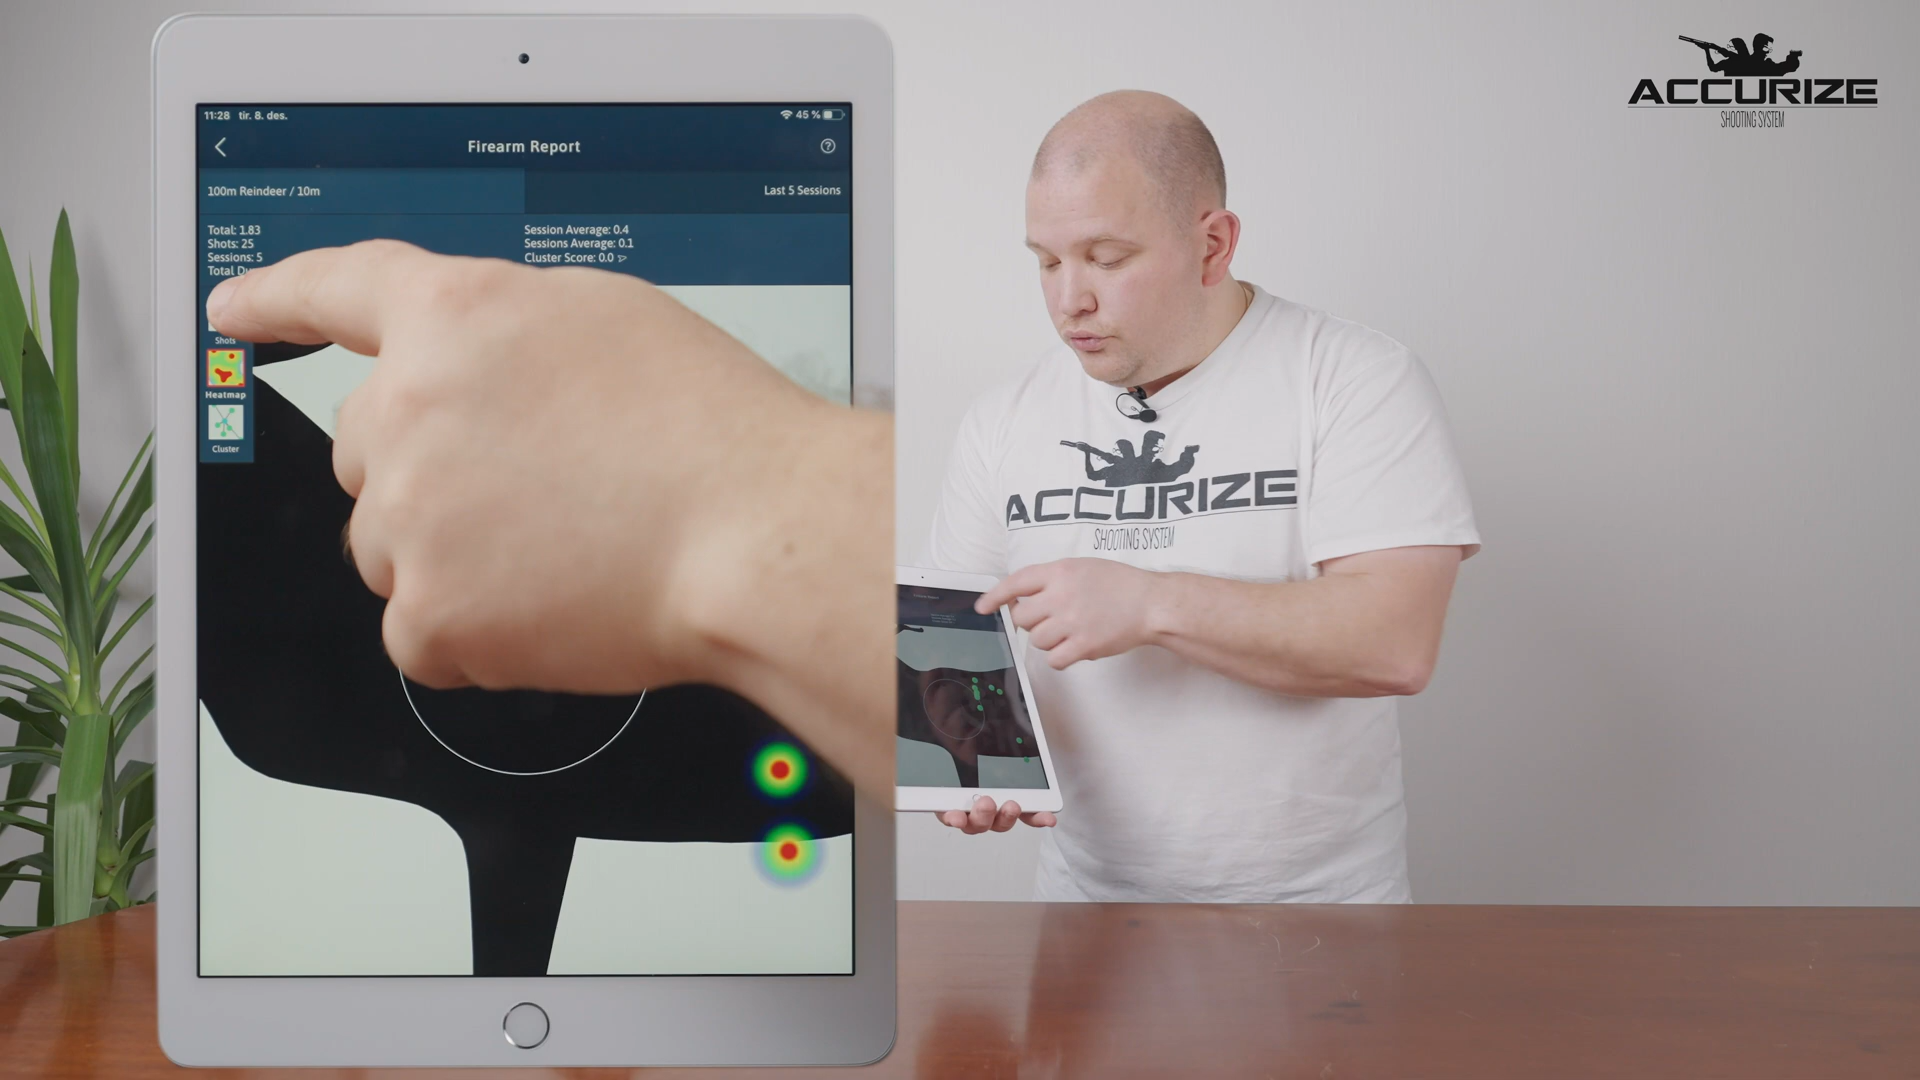 11:28 tir. 8. des.
45 %
Firearm Report
100m Reindeer / 10m
Last 5 Sessions
Total: 1.83
Shots: 25
Sessions: 5
Total
Session Average: 0.4
Sessions Average: 0.1
Cluster Score: 0.0
Shots
Heatmap
Cluster
ACCURIZE
SHOOTING SYSTEM
ACCURIZE
SHOOTING SYSTEM